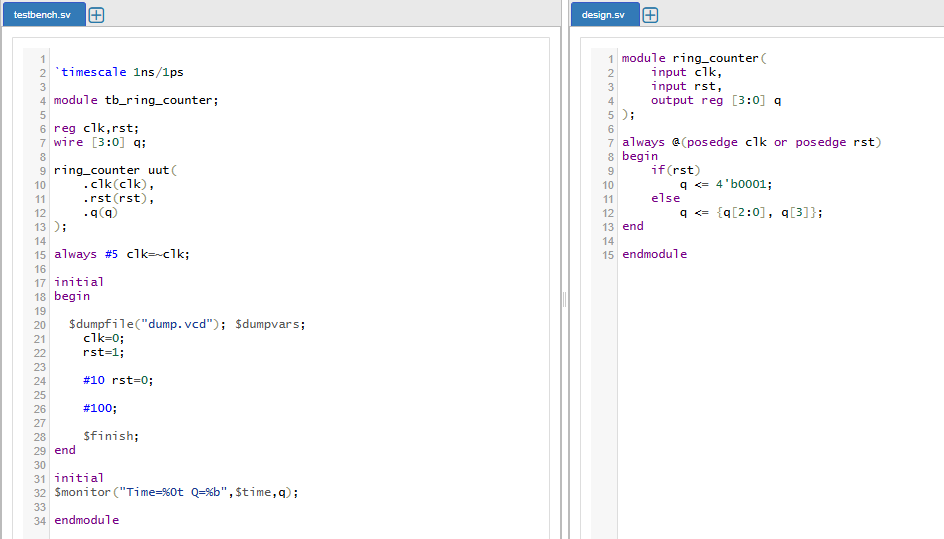 testbench.sv
1
2 `timescale 1ns/1ps
3
4 module tb_ring_counter;
5
6 reg clk,rst;
7 wire [3:0] q;
8
9 ring_counter uut(
10     .clk(clk),
11     .rst(rst),
12     .q(q)
13 );
14
15 always #5 clk=~clk;
16
17 initial
18 begin
19
20   $dumpfile("dump.vcd"); $dumpvars;
21     clk=0;
22     rst=1;
23
24     #10 rst=0;
25
26     #100;
27
28     $finish;
29 end
30
31 initial
32 $monitor("Time=%0t Q=%b",$time,q);
33
34 endmodule
design.sv
1 module ring_counter(
2     input clk,
3     input rst,
4     output reg [3:0] q
5 );
6
7 always @(posedge clk or posedge rst)
8 begin
9     if(rst)
10         q <= 4'b0001;
11     else
12         q <= {q[2:0], q[3]};
13 end
14
15 endmodule